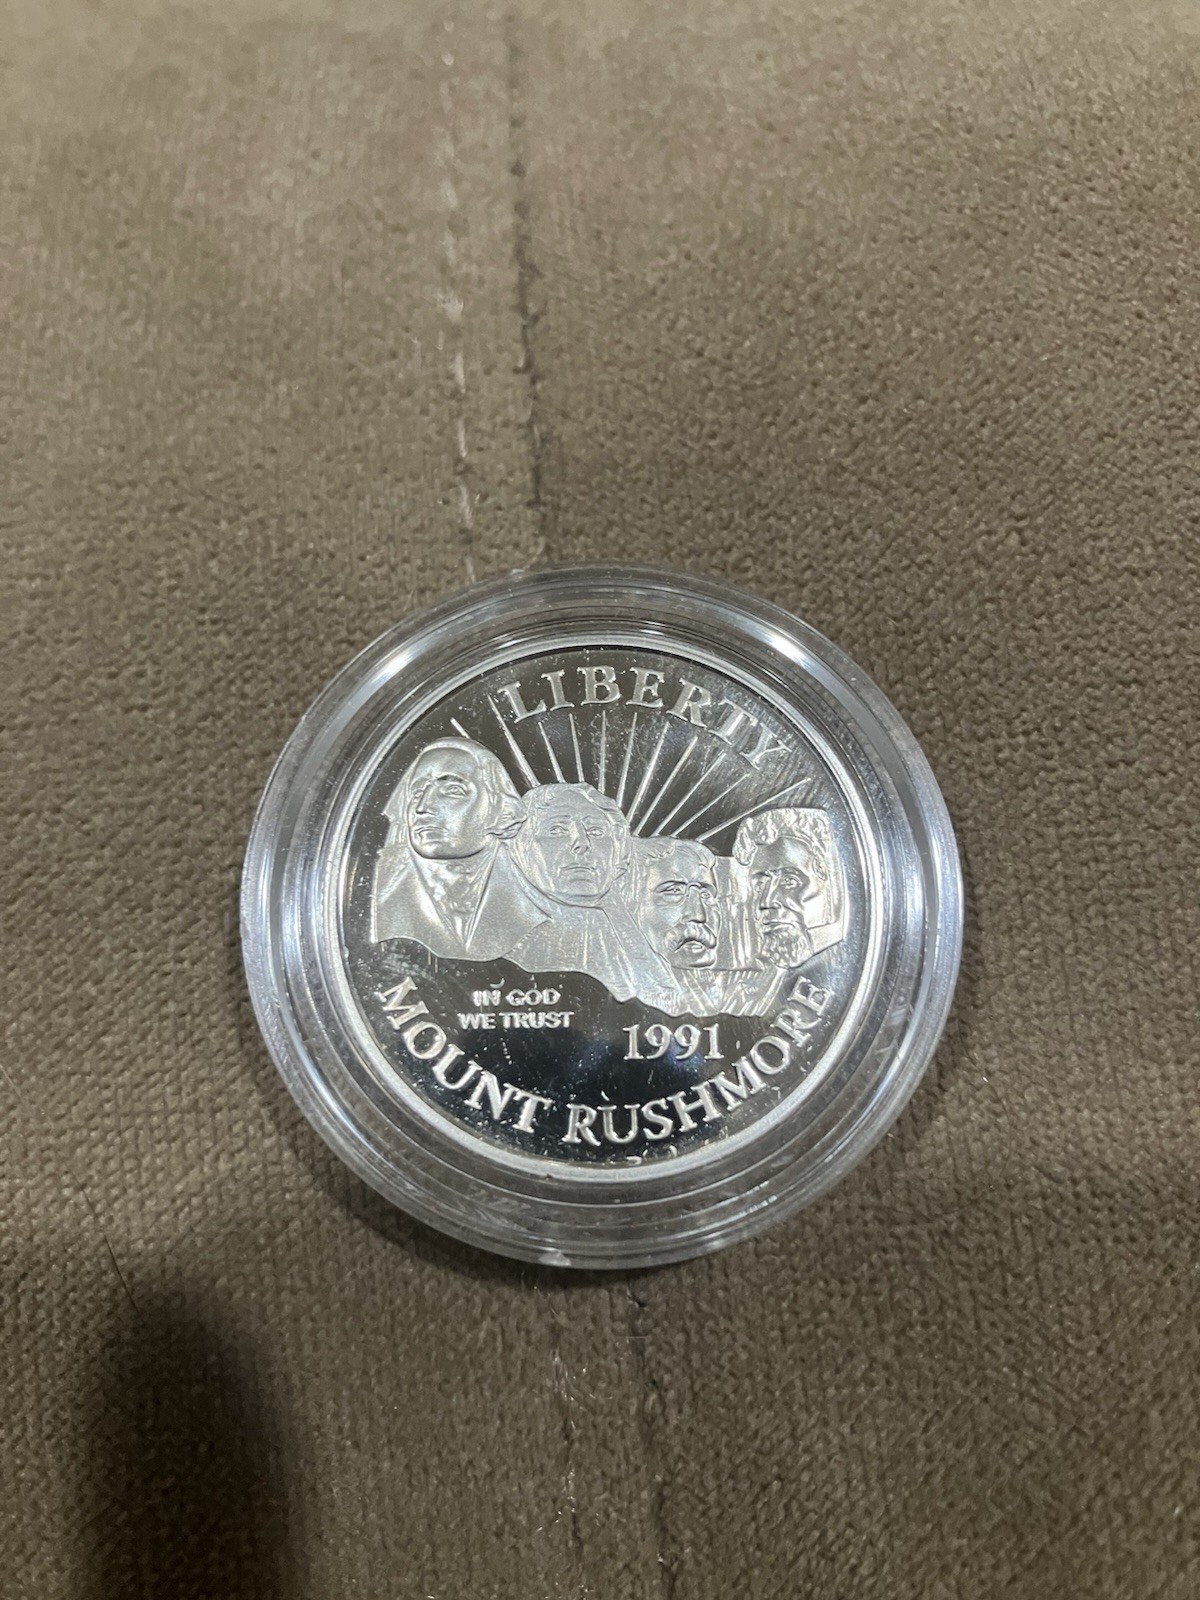 LIBERTY
IN GOD
WE TRUST
1991
MOUNT RUSHMORE